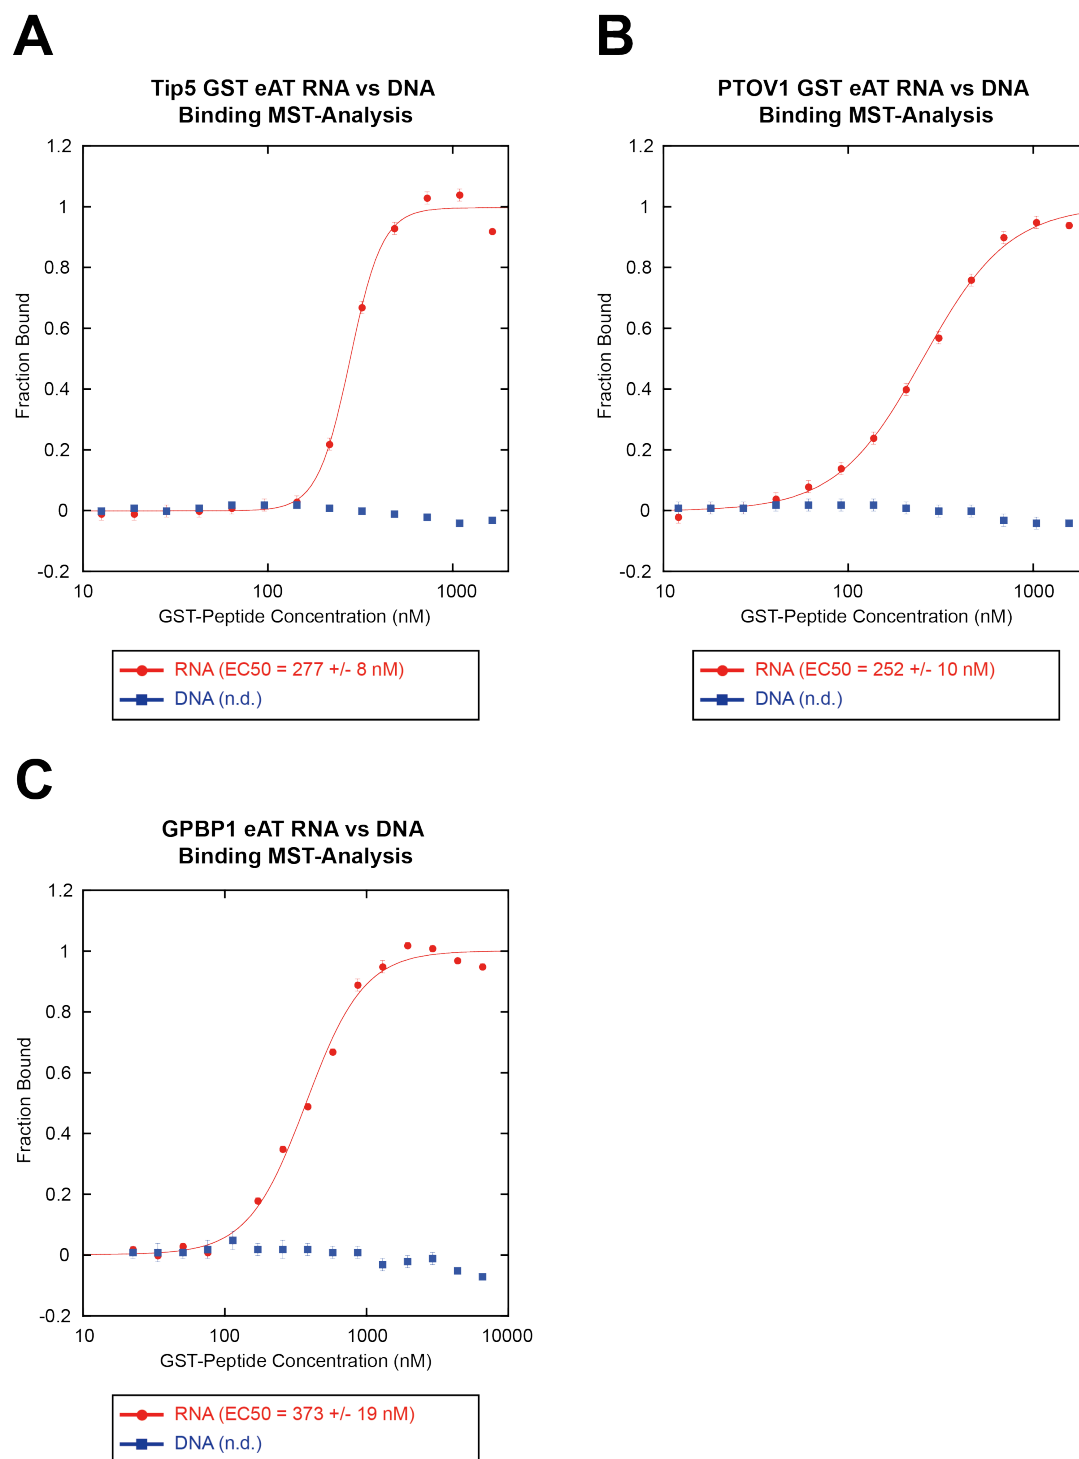 A
Tip5 GST eAT RNA vs DNA
Binding MST-Analysis
1.2
1
0.8
0.6
0.4
0.2
0
-0.2
Fraction Bound
10
100
1000
GST-Peptide Concentration (nM)
RNA (EC50 = 277 +/- 8 nM)
DNA (n.d.)
B
PTOV1 GST eAT RNA vs DNA
Binding MST-Analysis
1.2
1
0.8
0.6
0.4
0.2
0
-0.2
Fraction Bound
10
100
1000
GST-Peptide Concentration (nM)
RNA (EC50 = 252 +/- 10 nM)
DNA (n.d.)
C
GPBP1 eAT RNA vs DNA
Binding MST-Analysis
1.2
1
0.8
0.6
0.4
0.2
0
-0.2
Fraction Bound
10
100
1000
10000
GST-Peptide Concentration (nM)
RNA (EC50 = 373 +/- 19 nM)
DNA (n.d.)